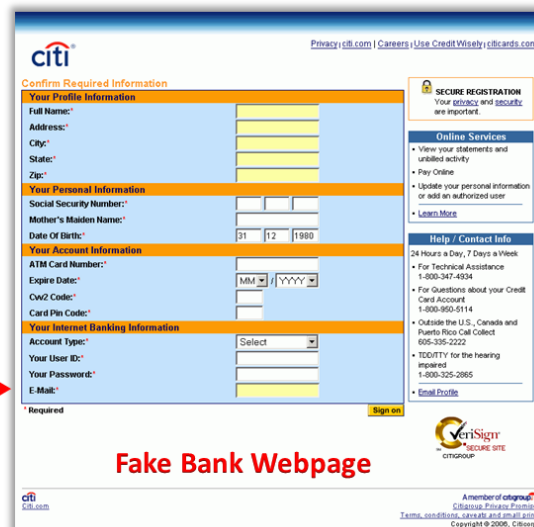 citi
Privacy | citi.com | Careers | Use Credit Wisely | citicards.com
Confirm Required Information
Your Profile Information
Full Name:*
Address:*
City:*
State:*
Zip:*
Your Personal Information
Social Security Number:*
Mother's Maiden Name:*
Date Of Birth:* 31 12 1980
Your Account Information
ATM Card Number:*
Expire Date:* MM / YYYY
Cvv2 Code:*
Card Pin Code:*
Your Internet Banking Information
Account Type:* Select
Your User ID:*
Your Password:*
E-Mail:*
* Required
Sign on
SECURE REGISTRATION
Your privacy and security
are important.
Online Services
• View your statements and
unbilled activity
• Pay Online
• Update your personal information
or add an authorized user
• Learn More
Help / Contact Info
24 Hours a Day, 7 Days a Week
• For Technical Assistance
1-800-347-4934
• For Questions about your Credit
Card Account
1-800-950-5114
• Outside the U.S., Canada and
Puerto Rico Call Collect
605-335-2222
• TDD/TTY for the hearing
impaired
1-800-325-2865
• Email Profile
VeriSign
SECURE SITE
CITIGROUP
Fake Bank Webpage
citi
Citi.com
A member of citigroup
Citigroup Privacy Promise
Terms, conditions, caveats and small print
Copyright © 2006, Citicorp